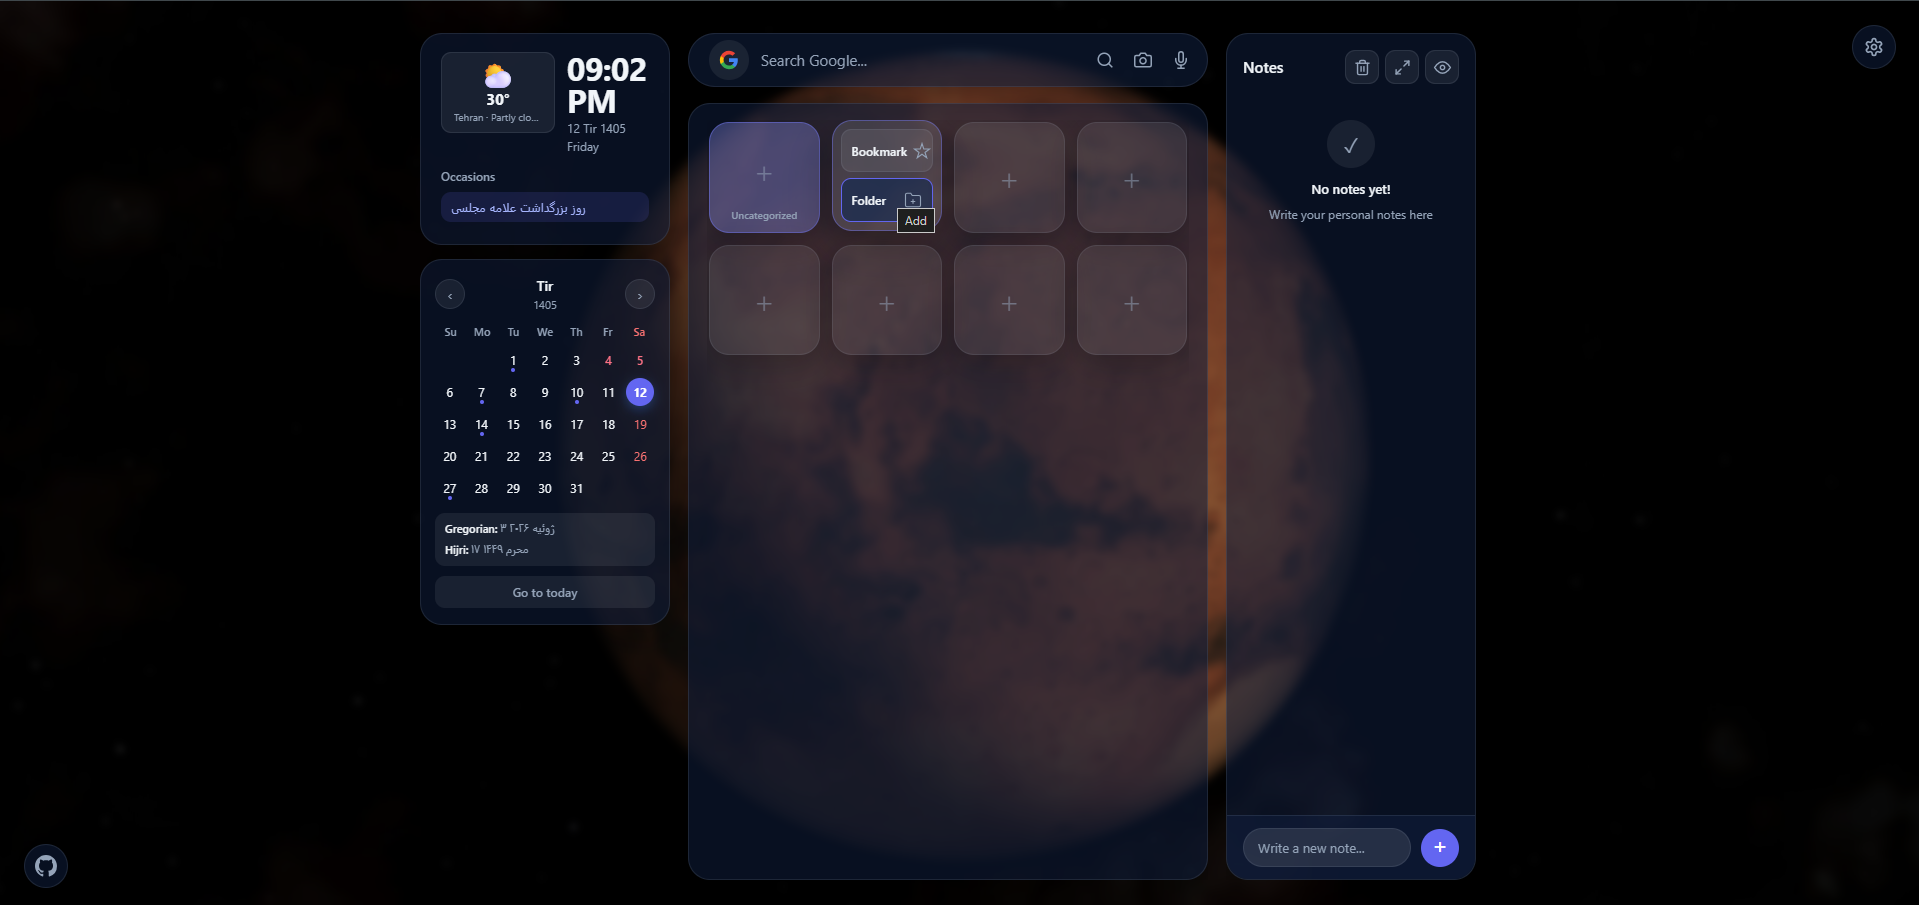 30°
Tehran · Partly clo...
09:02
PM
12 Tir 1405
Friday
Occasions
روز بزرگداشت علامه مجلسی
Tir
1405
Su Mo Tu We Th Fr Sa
1 2 3 4 5
6 7 8 9 10 11 12
13 14 15 16 17 18 19
20 21 22 23 24 25 26
27 28 29 30 31
Gregorian: ۳ ژوئیه ۲۰۲۶
Hijri: ۱۷ محرم ۱۴۴۹
Go to today
Search Google...
Uncategorized
Bookmark
Folder
Add
Notes
No notes yet!
Write your personal notes here
Write a new note...